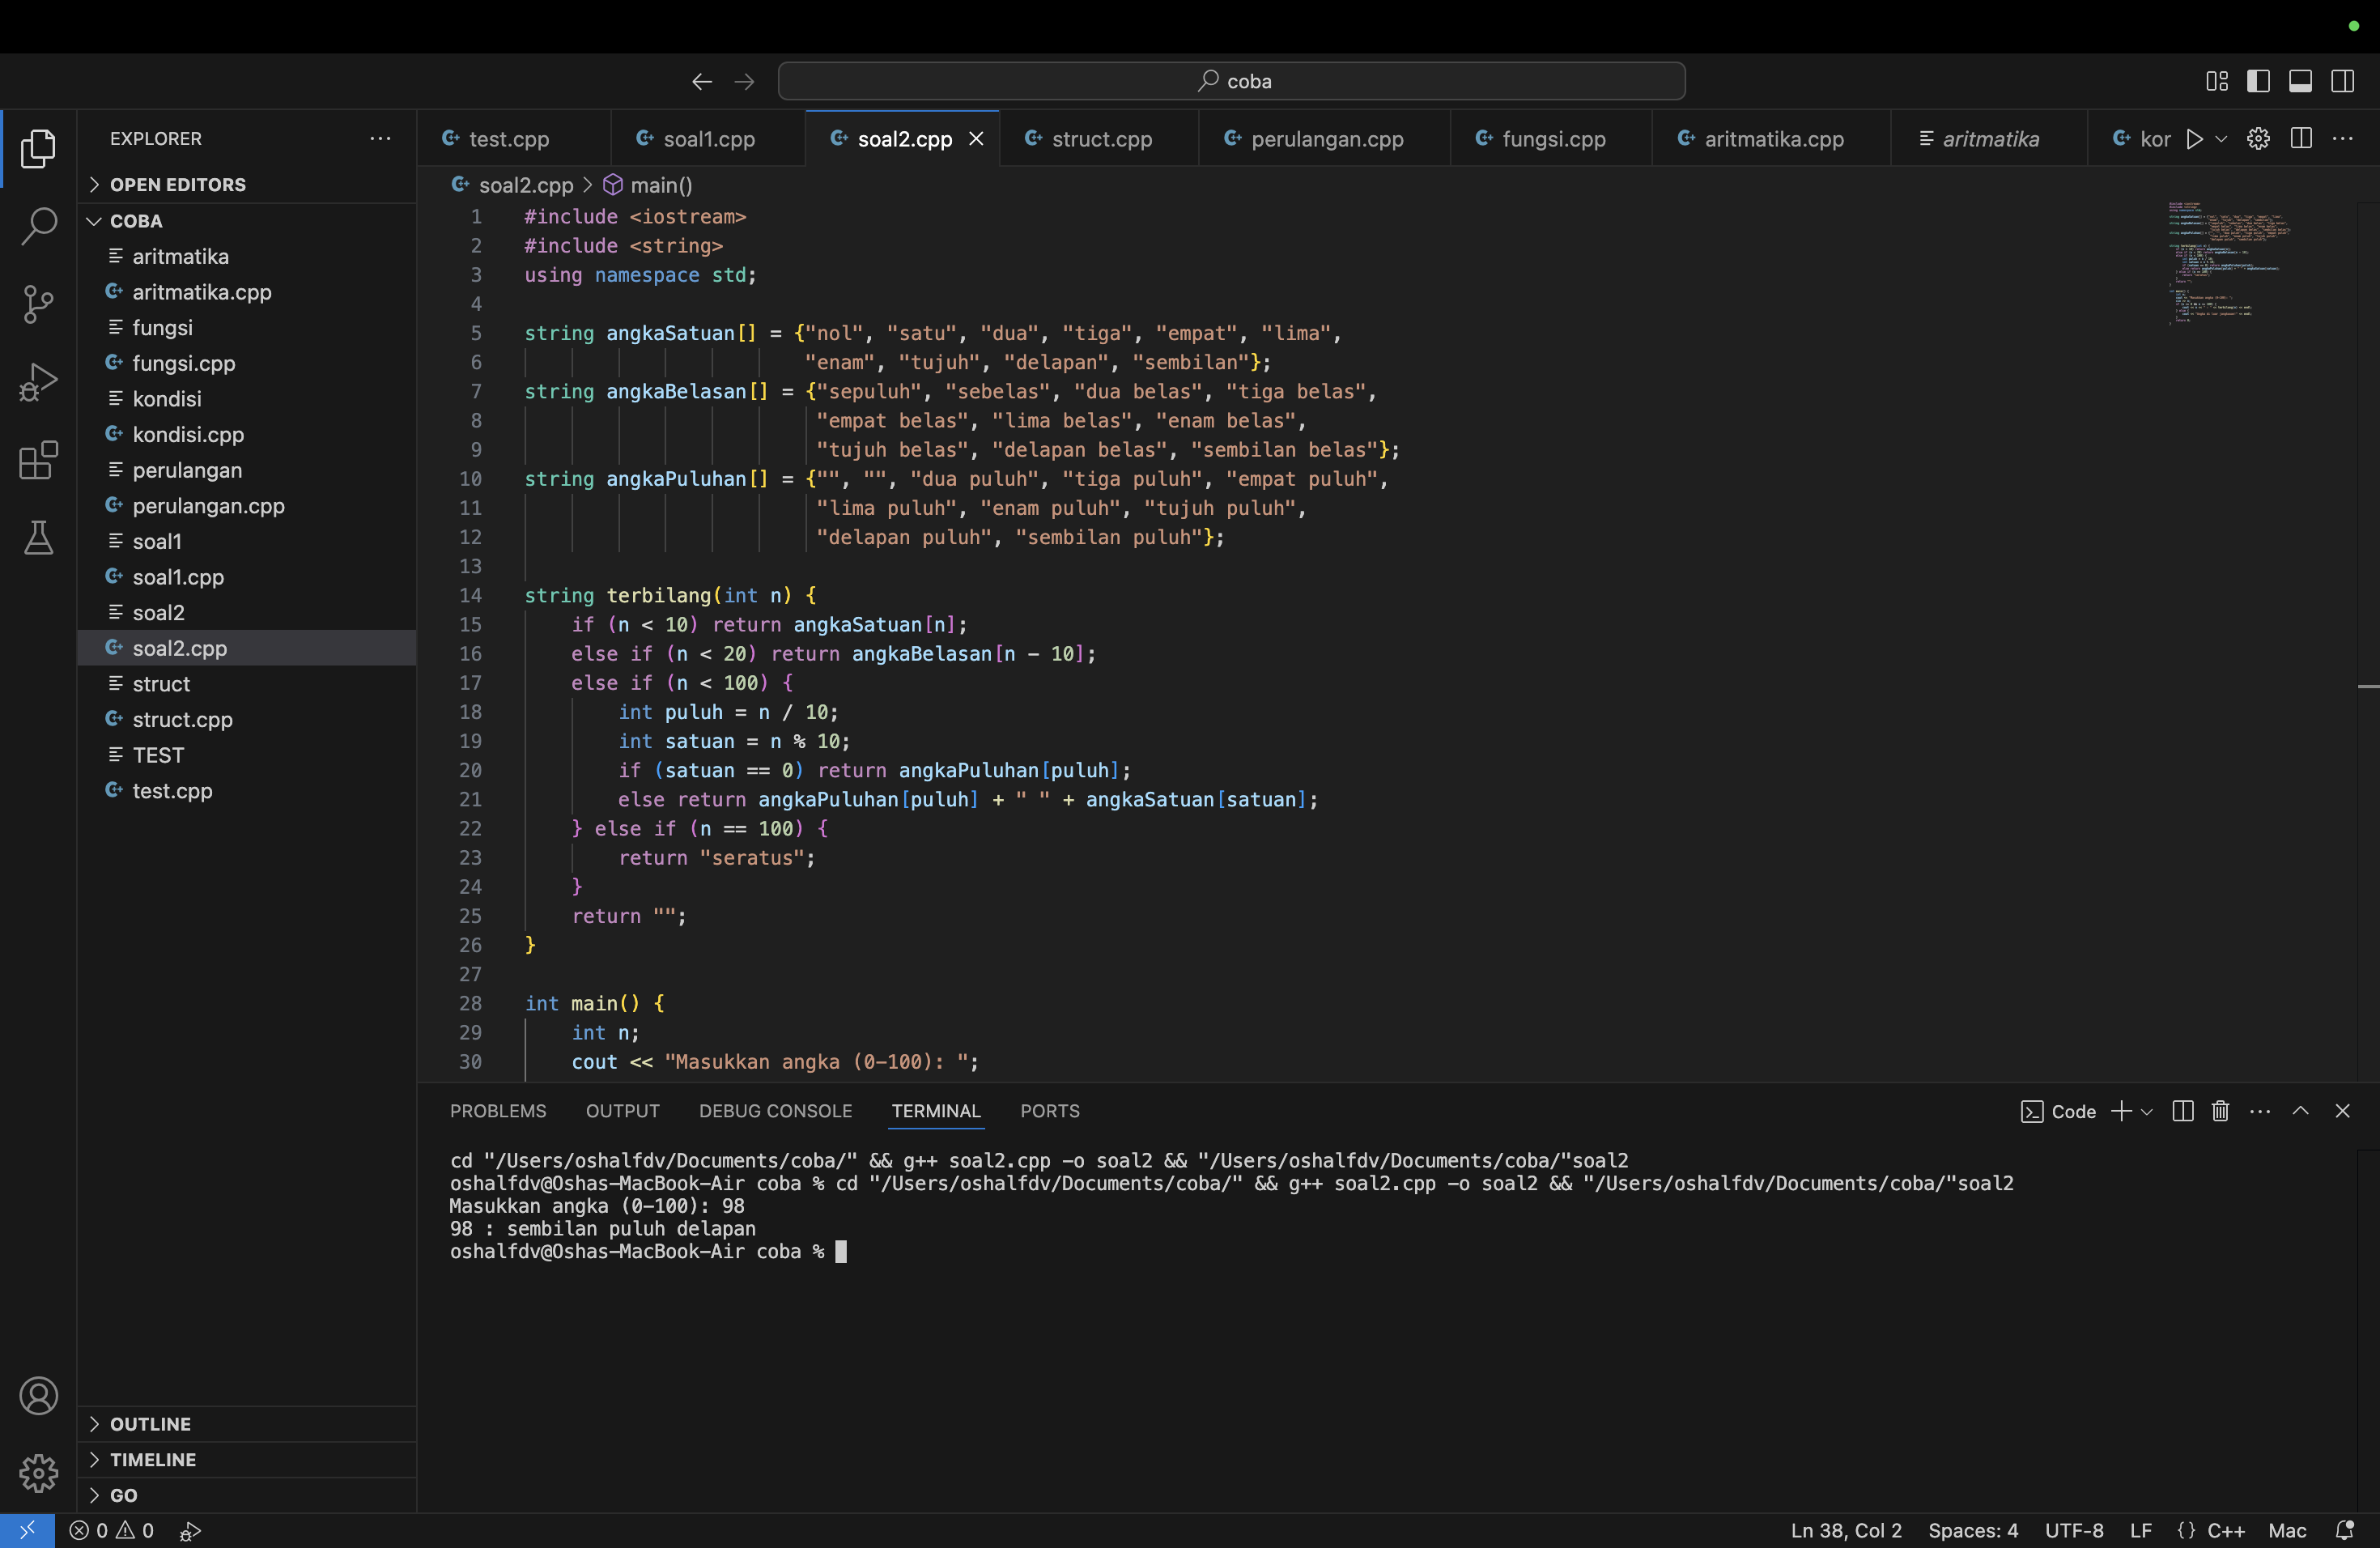 coba
EXPLORER
OPEN EDITORS
COBA
aritmatika
aritmatika.cpp
fungsi
fungsi.cpp
kondisi
kondisi.cpp
perulangan
perulangan.cpp
soal1
soal1.cpp
soal2
soal2.cpp
struct
struct.cpp
TEST
test.cpp
OUTLINE
TIMELINE
GO
test.cpp soal1.cpp soal2.cpp struct.cpp perulangan.cpp fungsi.cpp aritmatika.cpp aritmatika kor
soal2.cpp > main()
1 #include <iostream>
2 #include <string>
3 using namespace std;
4
5 string angkaSatuan[] = {"nol", "satu", "dua", "tiga", "empat", "lima",
6 "enam", "tujuh", "delapan", "sembilan"};
7 string angkaBelasan[] = {"sepuluh", "sebelas", "dua belas", "tiga belas",
8 "empat belas", "lima belas", "enam belas",
9 "tujuh belas", "delapan belas", "sembilan belas"};
10 string angkaPuluhan[] = {"", "", "dua puluh", "tiga puluh", "empat puluh",
11 "lima puluh", "enam puluh", "tujuh puluh",
12 "delapan puluh", "sembilan puluh"};
13
14 string terbilang(int n) {
15 if (n < 10) return angkaSatuan[n];
16 else if (n < 20) return angkaBelasan[n - 10];
17 else if (n < 100) {
18 int puluh = n / 10;
19 int satuan = n % 10;
20 if (satuan == 0) return angkaPuluhan[puluh];
21 else return angkaPuluhan[puluh] + " " + angkaSatuan[satuan];
22 } else if (n == 100) {
23 return "seratus";
24 }
25 return "";
26 }
27
28 int main() {
29 int n;
30 cout << "Masukkan angka (0-100): ";
PROBLEMS OUTPUT DEBUG CONSOLE TERMINAL PORTS Code
cd "/Users/oshalfdv/Documents/coba/" && g++ soal2.cpp -o soal2 && "/Users/oshalfdv/Documents/coba/"soal2
oshalfdv@Oshas-MacBook-Air coba % cd "/Users/oshalfdv/Documents/coba/" && g++ soal2.cpp -o soal2 && "/Users/oshalfdv/Documents/coba/"soal2
Masukkan angka (0-100): 98
98 : sembilan puluh delapan
oshalfdv@Oshas-MacBook-Air coba %
0 0 Ln 38, Col 2 Spaces: 4 UTF-8 LF {} C++ Mac